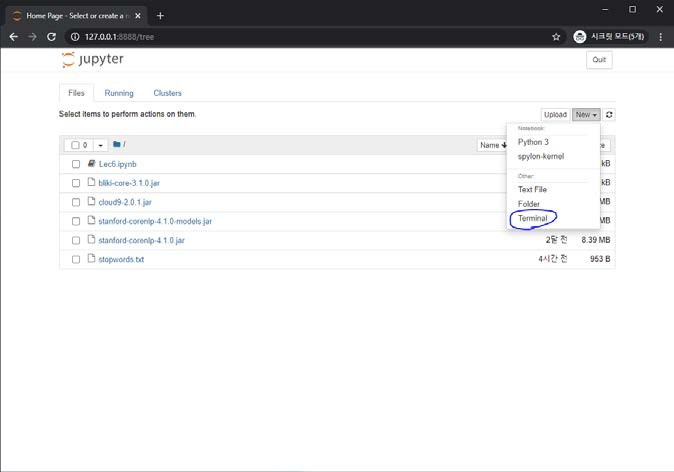 Home Page - Select or create a n
127.0.0.1:8888/tree
시크릿 모드(5개)
jupyter
Quit
Files
Running
Clusters
Select items to perform actions on them.
Upload
New
0
/
Name
Notebook:
Python 3
spylon-kernel
Other:
Text File
Folder
Terminal
Lec6.ipynb
kB
bliki-core-3.1.0.jar
kB
cloud9-2.0.1.jar
MB
stanford-corenlp-4.1.0-models.jar
MB
stanford-corenlp-4.1.0.jar
2달 전
8.39 MB
stopwords.txt
4시간 전
953 B